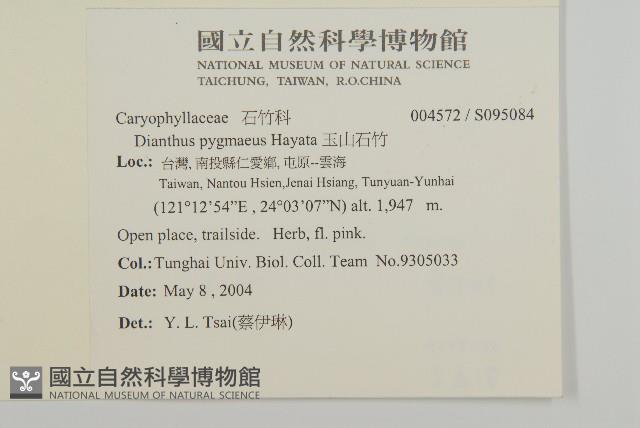 國立自然科學博物館
NATIONAL MUSEUM OF NATURAL SCIENCE
TAICHUNG, TAIWAN, R.O.CHINA
Caryophyllaceae 石竹科 004572 / S095084
Dianthus pygmaeus Hayata 玉山石竹
Loc.: 台灣, 南投縣仁愛鄉, 屯原--雲海
Taiwan, Nantou Hsien,Jenai Hsiang, Tunyuan-Yunhai
(121°12'54"E , 24°03'07"N) alt. 1,947 m.
Open place, trailside. Herb, fl. pink.
Col.: Tunghai Univ. Biol. Coll. Team No.9305033
Date: May 8 , 2004
Det.: Y. L. Tsai(蔡伊琳)
國立自然科學博物館
NATIONAL MUSEUM OF NATURAL SCIENCE